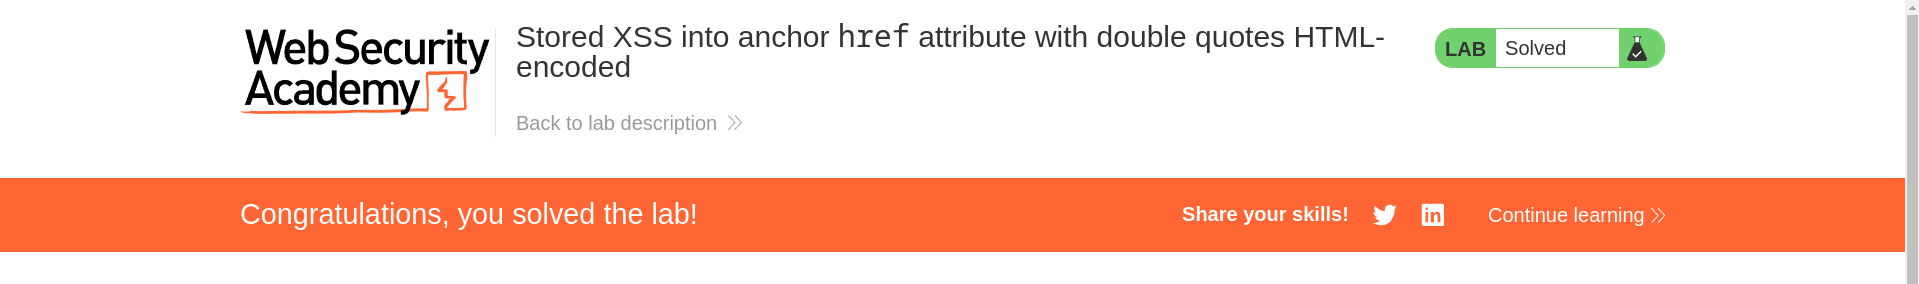 Web Security
Academy
Stored XSS into anchor href attribute with double quotes HTML-
encoded
Back to lab description
LAB Solved
Congratulations, you solved the lab!
Share your skills!
Continue learning